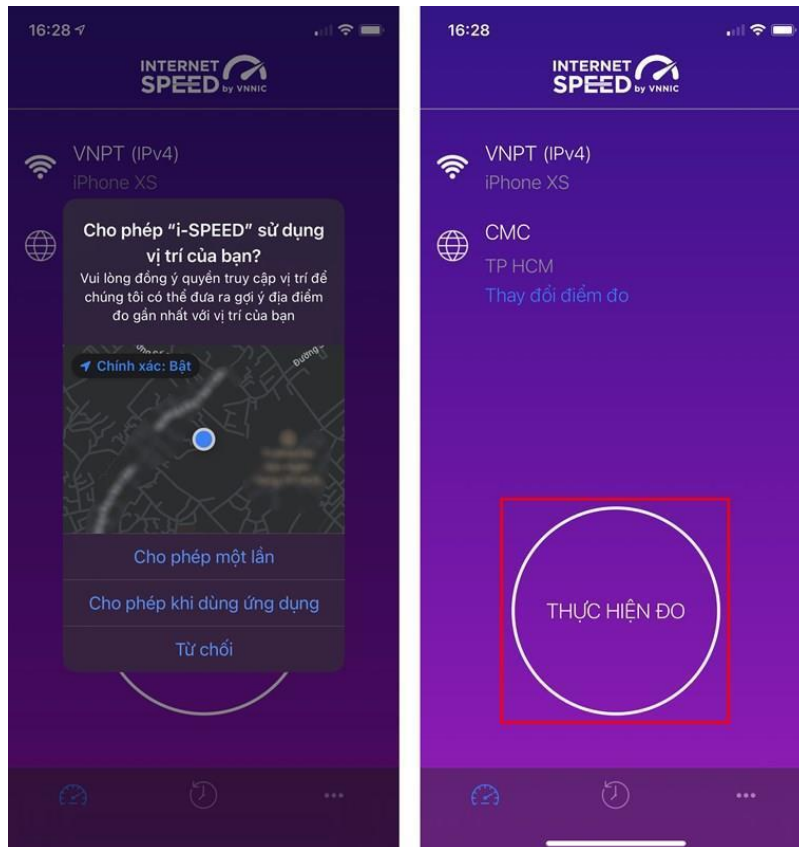 16:28
INTERNET
SPEED by VNNIC
VNPT (IPv4)
iPhone XS
Cho phép “i-SPEED” sử dụng
vị trí của bạn?
Vui lòng đồng ý quyền truy cập vị trí để
chúng tôi có thể đưa ra gợi ý địa điểm
đo gần nhất với vị trí của bạn
Chính xác: Bật
Đường
Cho phép một lần
Cho phép khi dùng ứng dụng
Từ chối
16:28
INTERNET
SPEED by VNNIC
VNPT (IPv4)
iPhone XS
CMC
TP HCM
Thay đổi điểm đo
THỰC HIỆN ĐO